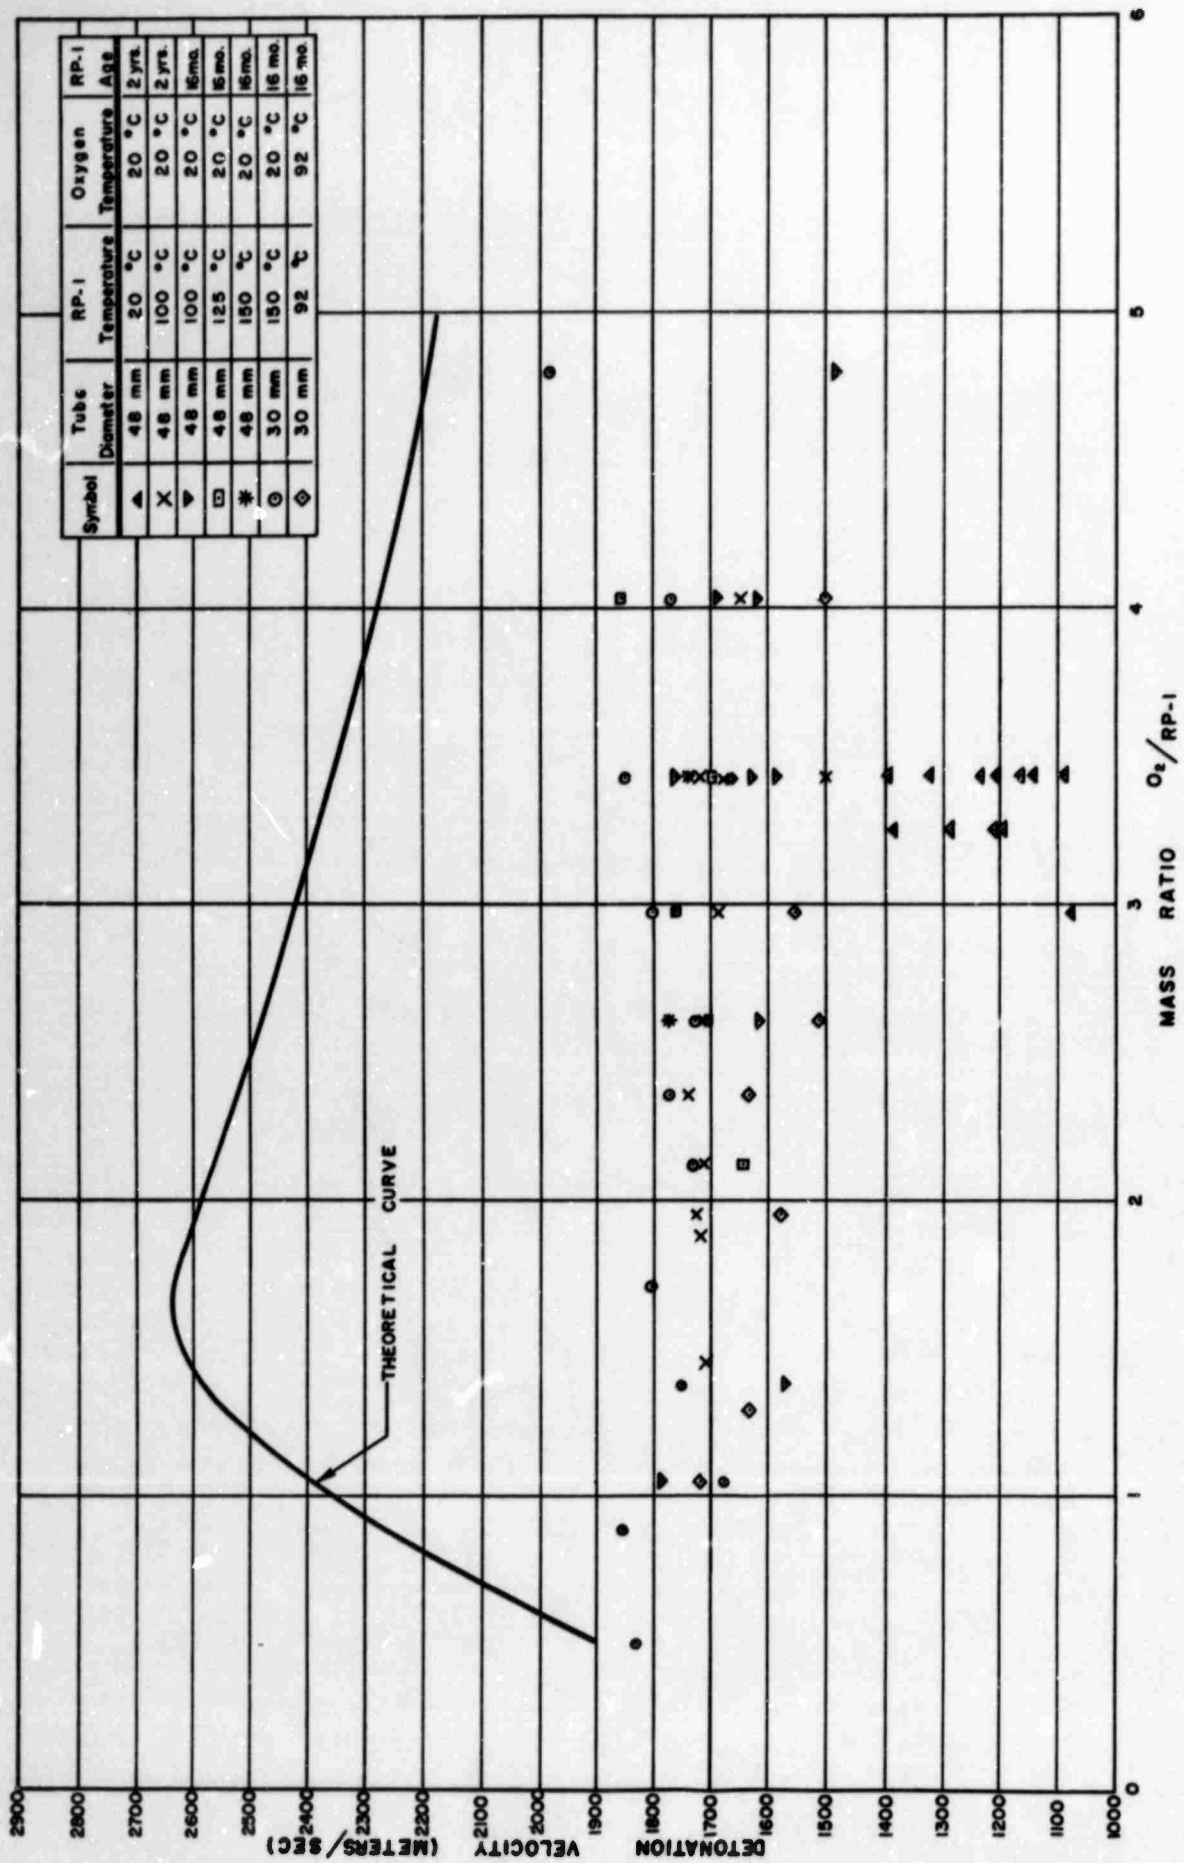 Symbol Tube Diameter RP-1 Temperature Oxygen Temperature RP-1 Age
▲ 48 mm 20 °C 20 °C 2 yrs.
X 48 mm 100 °C 20 °C 2 yrs.
▼ 48 mm 100 °C 20 °C 16 mo.
⊡ 48 mm 125 °C 20 °C 16 mo.
✳ 48 mm 150 °C 20 °C 16 mo.
⊙ 30 mm 150 °C 20 °C 16 mo.
◇ 30 mm 92 °C 92 °C 16 mo.
THEORETICAL CURVE
DETONATION VELOCITY (METERS/SEC)
2900
2800
2700
2600
2500
2400
2300
2200
2100
2000
1900
1800
1700
1600
1500
1400
1300
1200
1100
1000
0 1 2 3 4 5 6
MASS RATIO O₂/RP-1